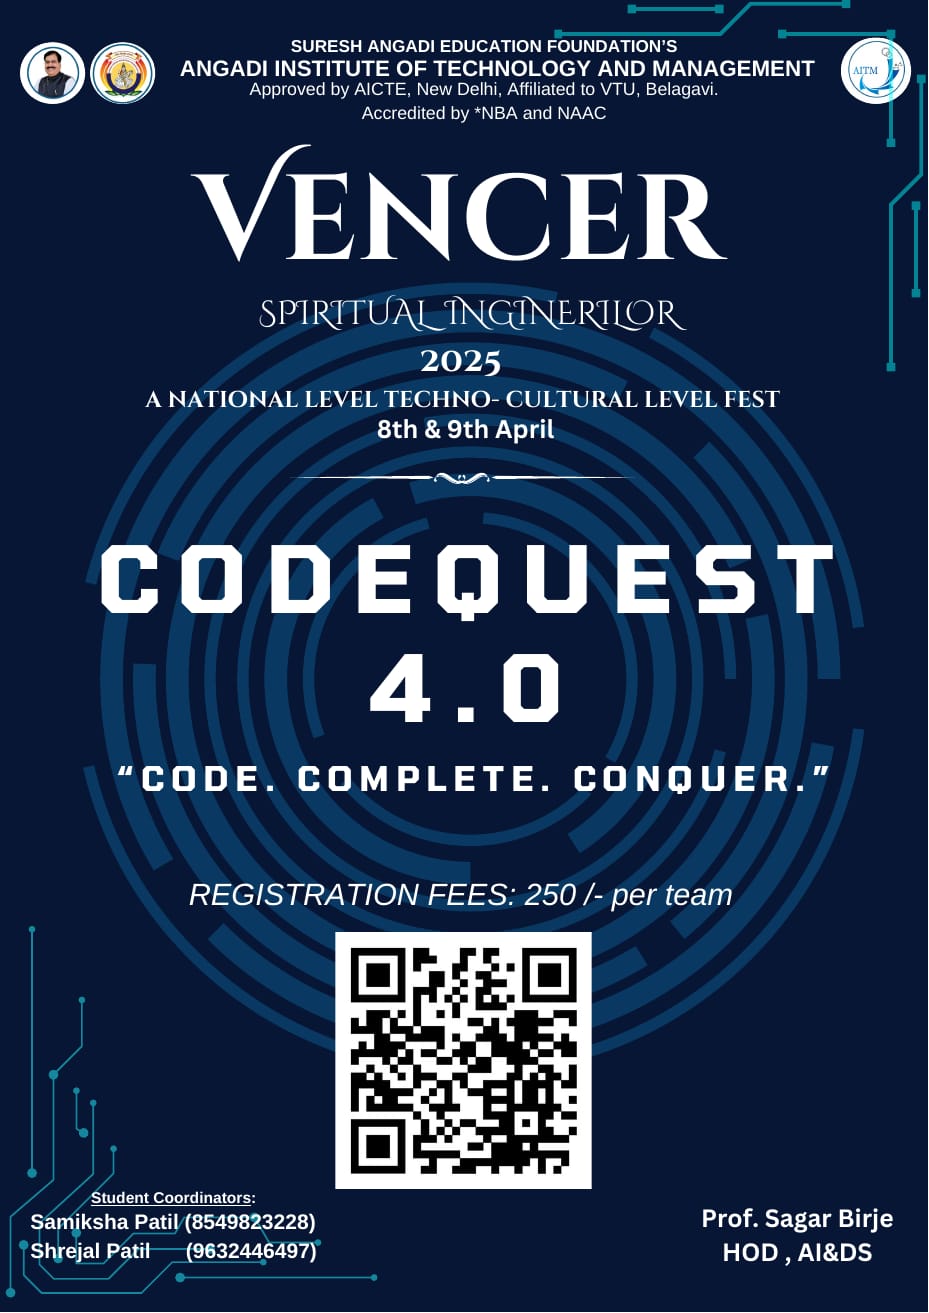 SURESH ANGADI EDUCATION FOUNDATION'S
ANGADI INSTITUTE OF TECHNOLOGY AND MANAGEMENT
Approved by AICTE, New Delhi, Affiliated to VTU, Belagavi.
Accredited by *NBA and NAAC
AITM
VENCER
SPIRITUAL INGINERILOR
2025
A NATIONAL LEVEL TECHNO- CULTURAL LEVEL FEST
8th & 9th April
CODEQUEST
4.0
“CODE. COMPLETE. CONQUER.”
REGISTRATION FEES: 250 /- per team
Student Coordinators:
Samiksha Patil (8549823228)
Shrejal Patil (9632446497)
Prof. Sagar Birje
HOD , AI&DS